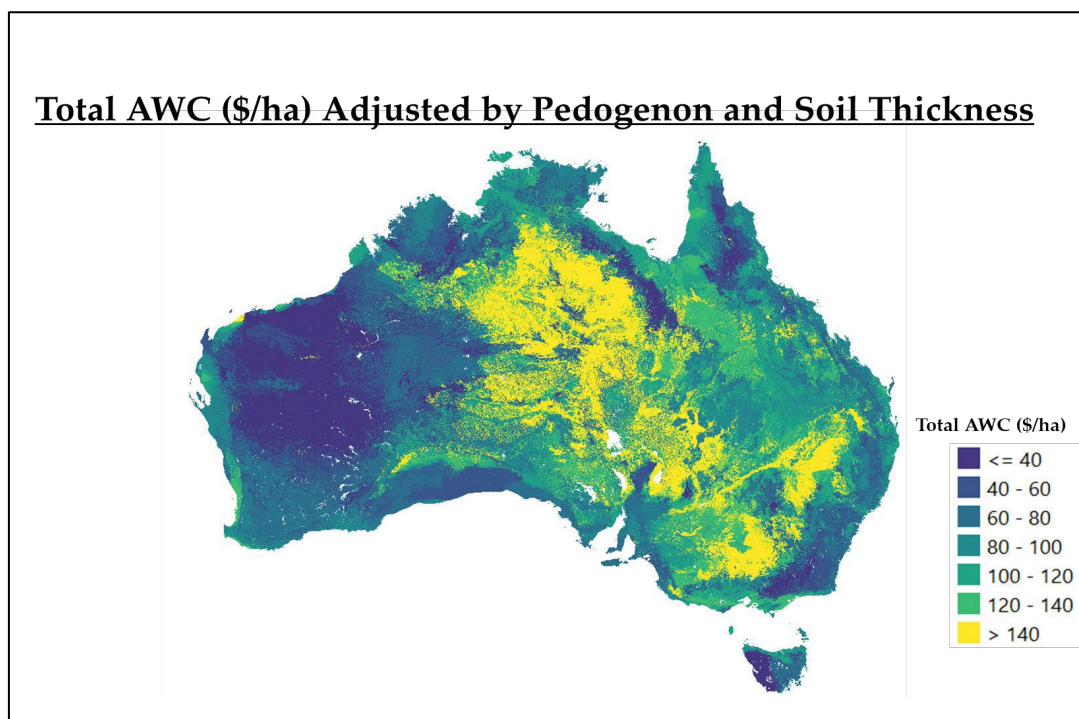 Total AWC ($/ha) Adjusted by Pedogenon and Soil Thickness
Total AWC ($/ha)
<= 40
40 - 60
60 - 80
80 - 100
100 - 120
120 - 140
> 140